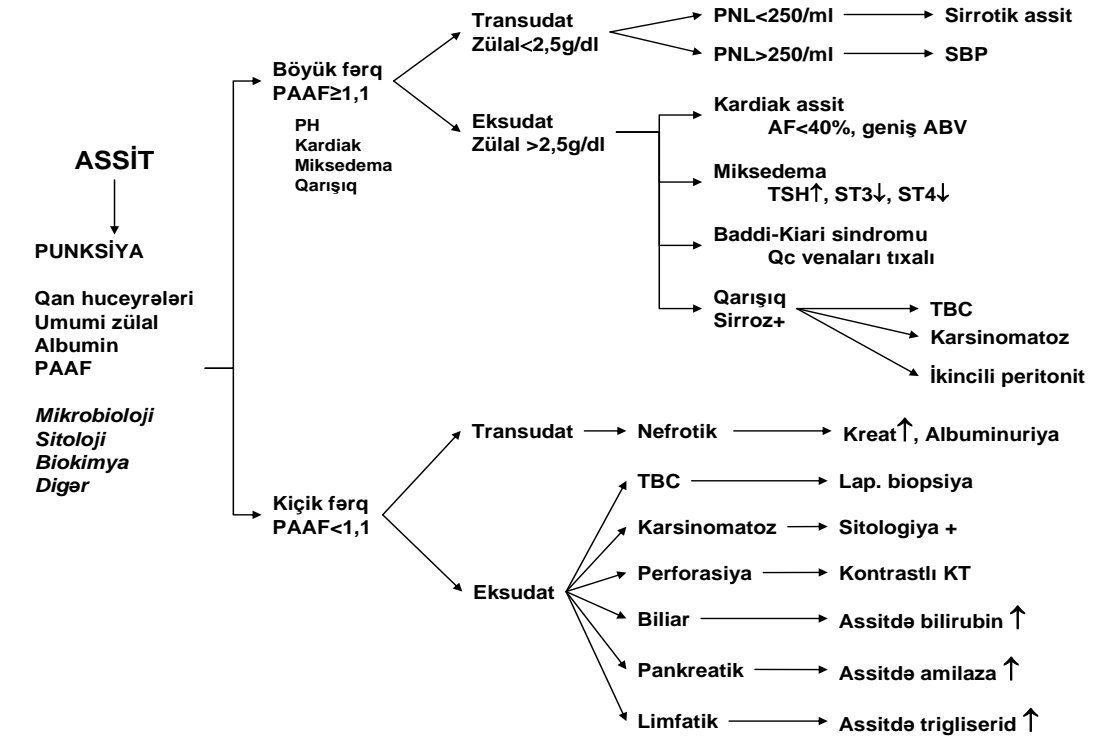 ASSİT
PUNKSİYA
Qan huceyrələri
Umumi zülal
Albumin
PAAF
Mikrobioloji
Sitoloji
Biokimya
Digər
Böyük fərq
PAAF≥1,1
PH
Kardiak
Miksedema
Qarışıq
Transudat
Zülal<2,5g/dl
PNL<250/ml
Sirrotik assit
PNL>250/ml
SBP
Eksudat
Zülal >2,5g/dl
Kardiak assit
AF<40%, geniş ABV
Miksedema
TSH↑, ST3↓, ST4↓
Baddi-Kiari sindromu
Qc venaları tıxalı
Qarışıq
Sirroz+
TBC
Karsinomatoz
İkincili peritonit
Kiçik fərq
PAAF<1,1
Transudat
Nefrotik
Kreat↑, Albuminuriya
Eksudat
TBC
Lap. biopsiya
Karsinomatoz
Sitologiya +
Perforasiya
Kontrastlı KT
Biliar
Assitdə bilirubin ↑
Pankreatik
Assitdə amilaza ↑
Limfatik
Assitdə trigliserid ↑